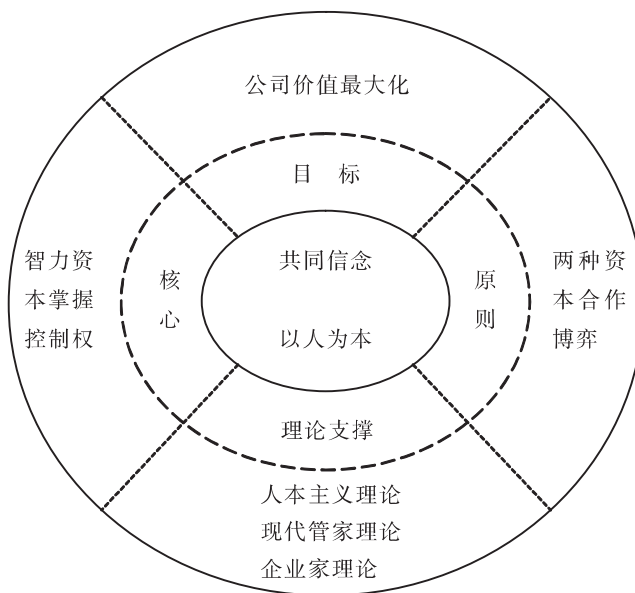 公司价值最大化
目 标
智力资
本掌握
控制权
核
心
共同信念
以人为本
原
则
两种资
本合作
博弈
理论支撑
人本主义理论
现代管家理论
企业家理论